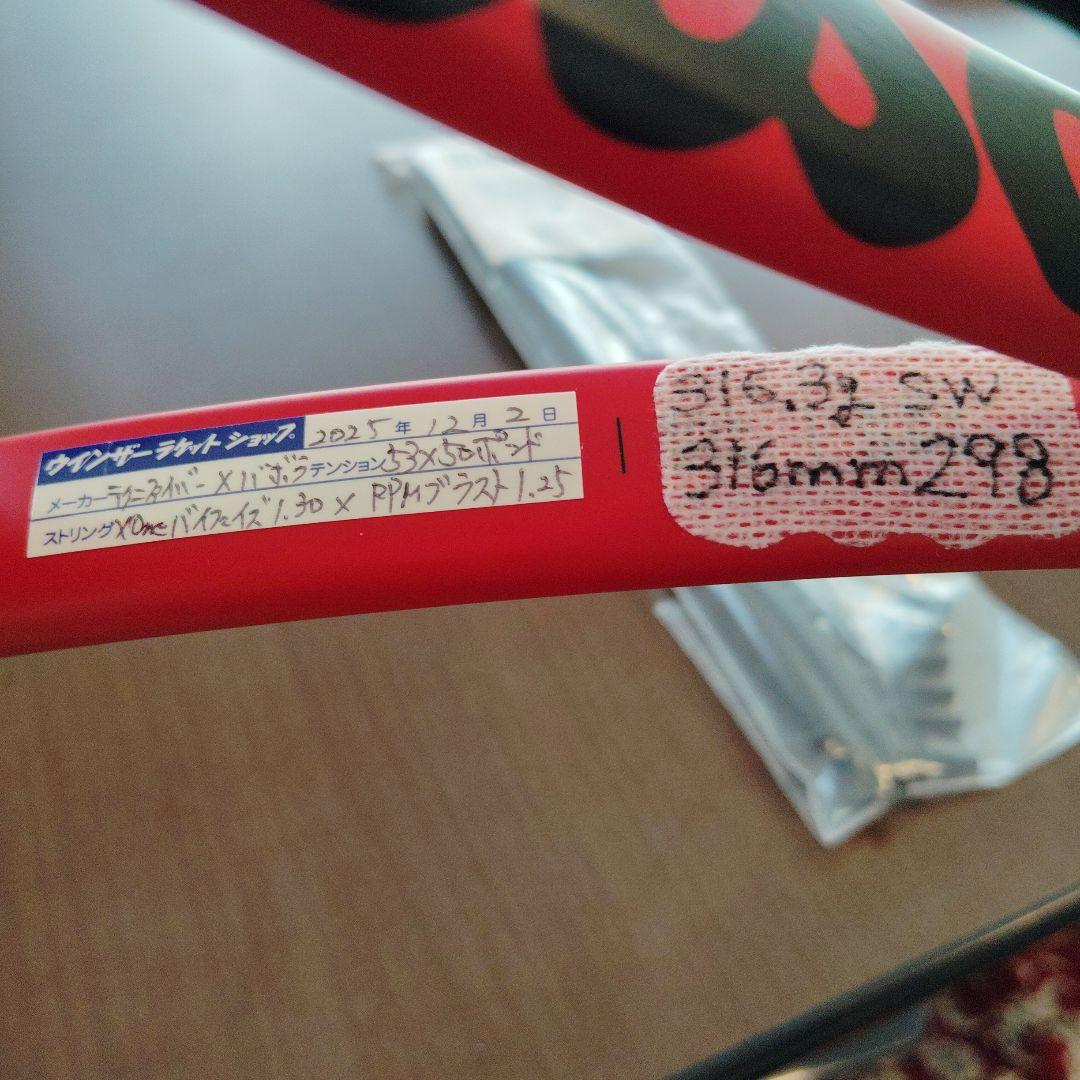 ウインザーラケットショップ。 2025年12月2日
メーカー テクニファイバー×バボラ テンション 53×50ポンド
ストリング XOneバイフェイズ1.30× RPMブラスト1.25
316.3g SW
316mm 298